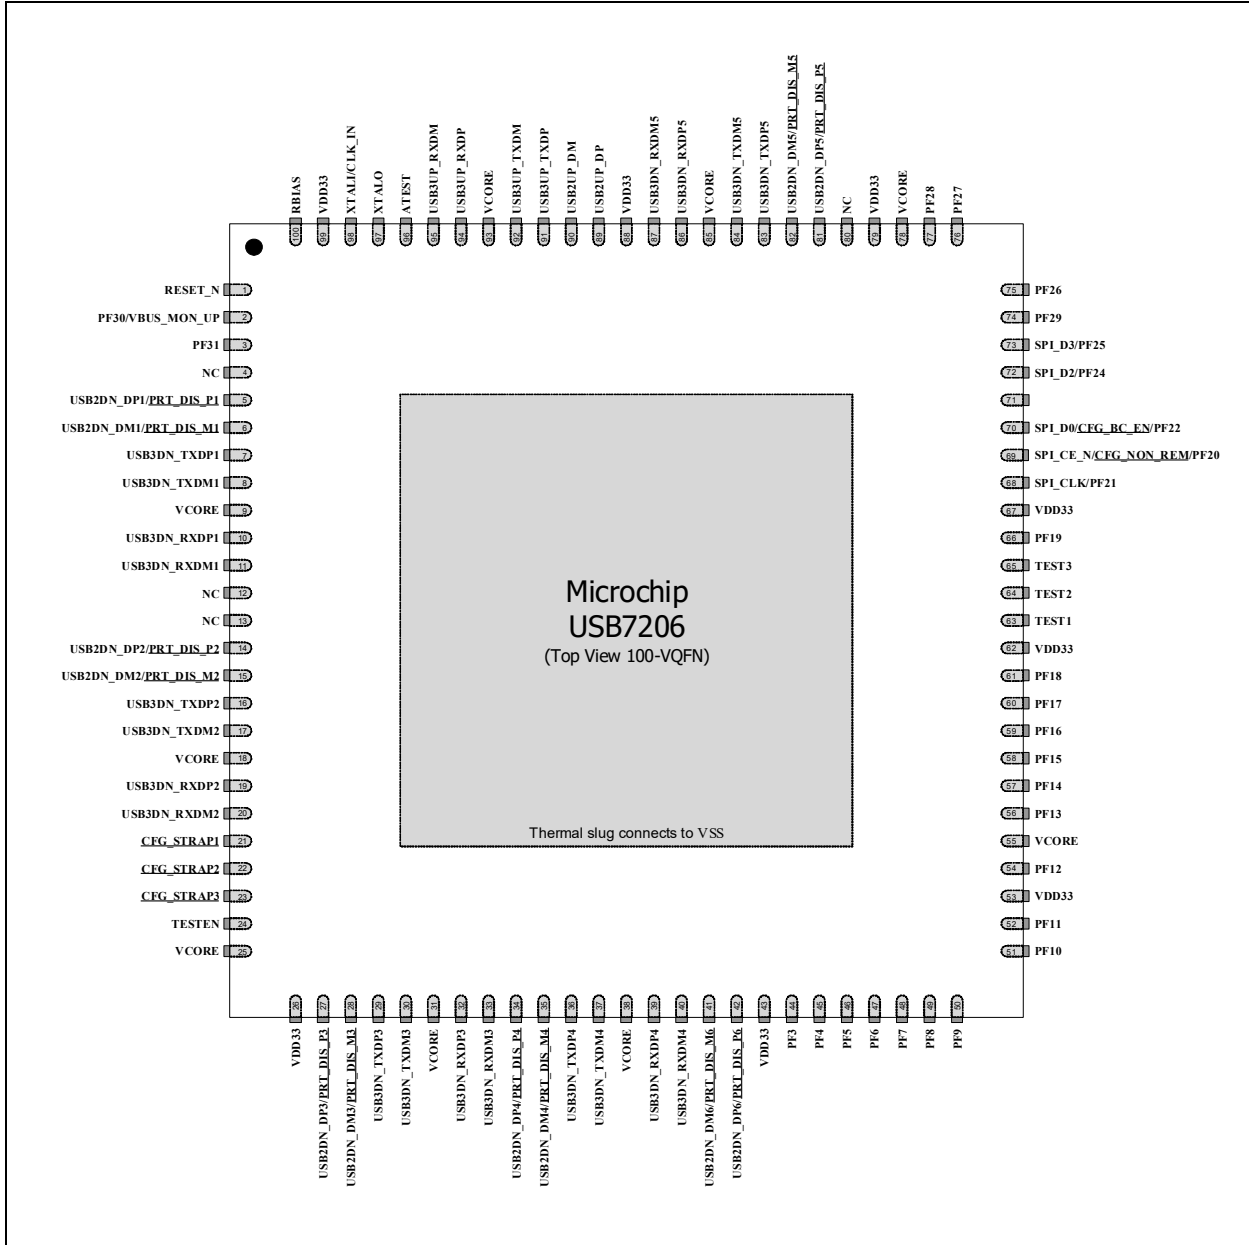 RBIAS
VDD33
XTALI/CLK_IN
XTALO
ATEST
USB3UP_RXDM
USB3UP_RXDP
VCORE
USB3UP_TXDM
USB3UP_TXDP
USB2UP_DM
USB2UP_DP
VDD33
USB3DN_RXDM5
USB3DN_RXDP5
VCORE
USB3DN_TXDM5
USB3DN_TXDP5
USB2DN_DM5/PRT_DIS_M5
USB2DN_DP5/PRT_DIS_P5
NC
VDD33
VCORE
PF28
PF27
100
99
98
97
96
95
94
93
92
91
90
89
88
87
86
85
84
83
82
81
80
79
78
77
76
RESET_N 1
PF30/VBUS_MON_UP 2
PF31 3
NC 4
USB2DN_DP1/PRT_DIS_P1 5
USB2DN_DM1/PRT_DIS_M1 6
USB3DN_TXDP1 7
USB3DN_TXDM1 8
VCORE 9
USB3DN_RXDP1 10
USB3DN_RXDM1 11
NC 12
NC 13
USB2DN_DP2/PRT_DIS_P2 14
USB2DN_DM2/PRT_DIS_M2 15
USB3DN_TXDP2 16
USB3DN_TXDM2 17
VCORE 18
USB3DN_RXDP2 19
USB3DN_RXDM2 20
CFG_STRAP1 21
CFG_STRAP2 22
CFG_STRAP3 23
TESTEN 24
VCORE 25
Microchip
USB7206
(Top View 100-VQFN)
Thermal slug connects to VSS
75 PF26
74 PF29
73 SPI_D3/PF25
72 SPI_D2/PF24
71
70 SPI_D0/CFG_BC_EN/PF22
69 SPI_CE_N/CFG_NON_REM/PF20
68 SPI_CLK/PF21
67 VDD33
66 PF19
65 TEST3
64 TEST2
63 TEST1
62 VDD33
61 PF18
60 PF17
59 PF16
58 PF15
57 PF14
56 PF13
55 VCORE
54 PF12
53 VDD33
52 PF11
51 PF10
26
27
28
29
30
31
32
33
34
35
36
37
38
39
40
41
42
43
44
45
46
47
48
49
50
VDD33
USB2DN_DP3/PRT_DIS_P3
USB2DN_DM3/PRT_DIS_M3
USB3DN_TXDP3
USB3DN_TXDM3
VCORE
USB3DN_RXDP3
USB3DN_RXDM3
USB2DN_DP4/PRT_DIS_P4
USB2DN_DM4/PRT_DIS_M4
USB3DN_TXDP4
USB3DN_TXDM4
VCORE
USB3DN_RXDP4
USB3DN_RXDM4
USB2DN_DM6/PRT_DIS_M6
USB2DN_DP6/PRT_DIS_P6
VDD33
PF3
PF4
PF5
PF6
PF7
PF8
PF9